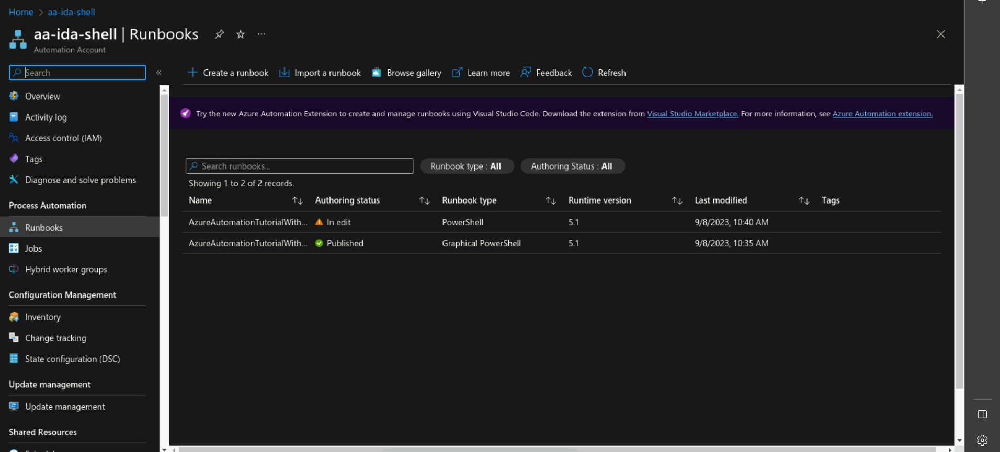 Home > aa-ida-shell
aa-ida-shell | Runbooks
Automation Account
Search
Create a runbook Import a runbook Browse gallery Learn more Feedback Refresh
Overview
Activity log
Access control (IAM)
Tags
Diagnose and solve problems
Process Automation
Runbooks
Jobs
Hybrid worker groups
Configuration Management
Inventory
Change tracking
State configuration (DSC)
Update management
Update management
Shared Resources
Try the new Azure Automation Extension to create and manage runbooks using Visual Studio Code. Download the extension from Visual Studio Marketplace. For more information, see Azure Automation extension.
Search runbooks... Runbook type : All Authoring Status : All
Showing 1 to 2 of 2 records.
Name Authoring status Runbook type Runtime version Last modified Tags
AzureAutomationTutorialWith... In edit PowerShell 5.1 9/8/2023, 10:40 AM
AzureAutomationTutorialWith... Published Graphical PowerShell 5.1 9/8/2023, 10:35 AM